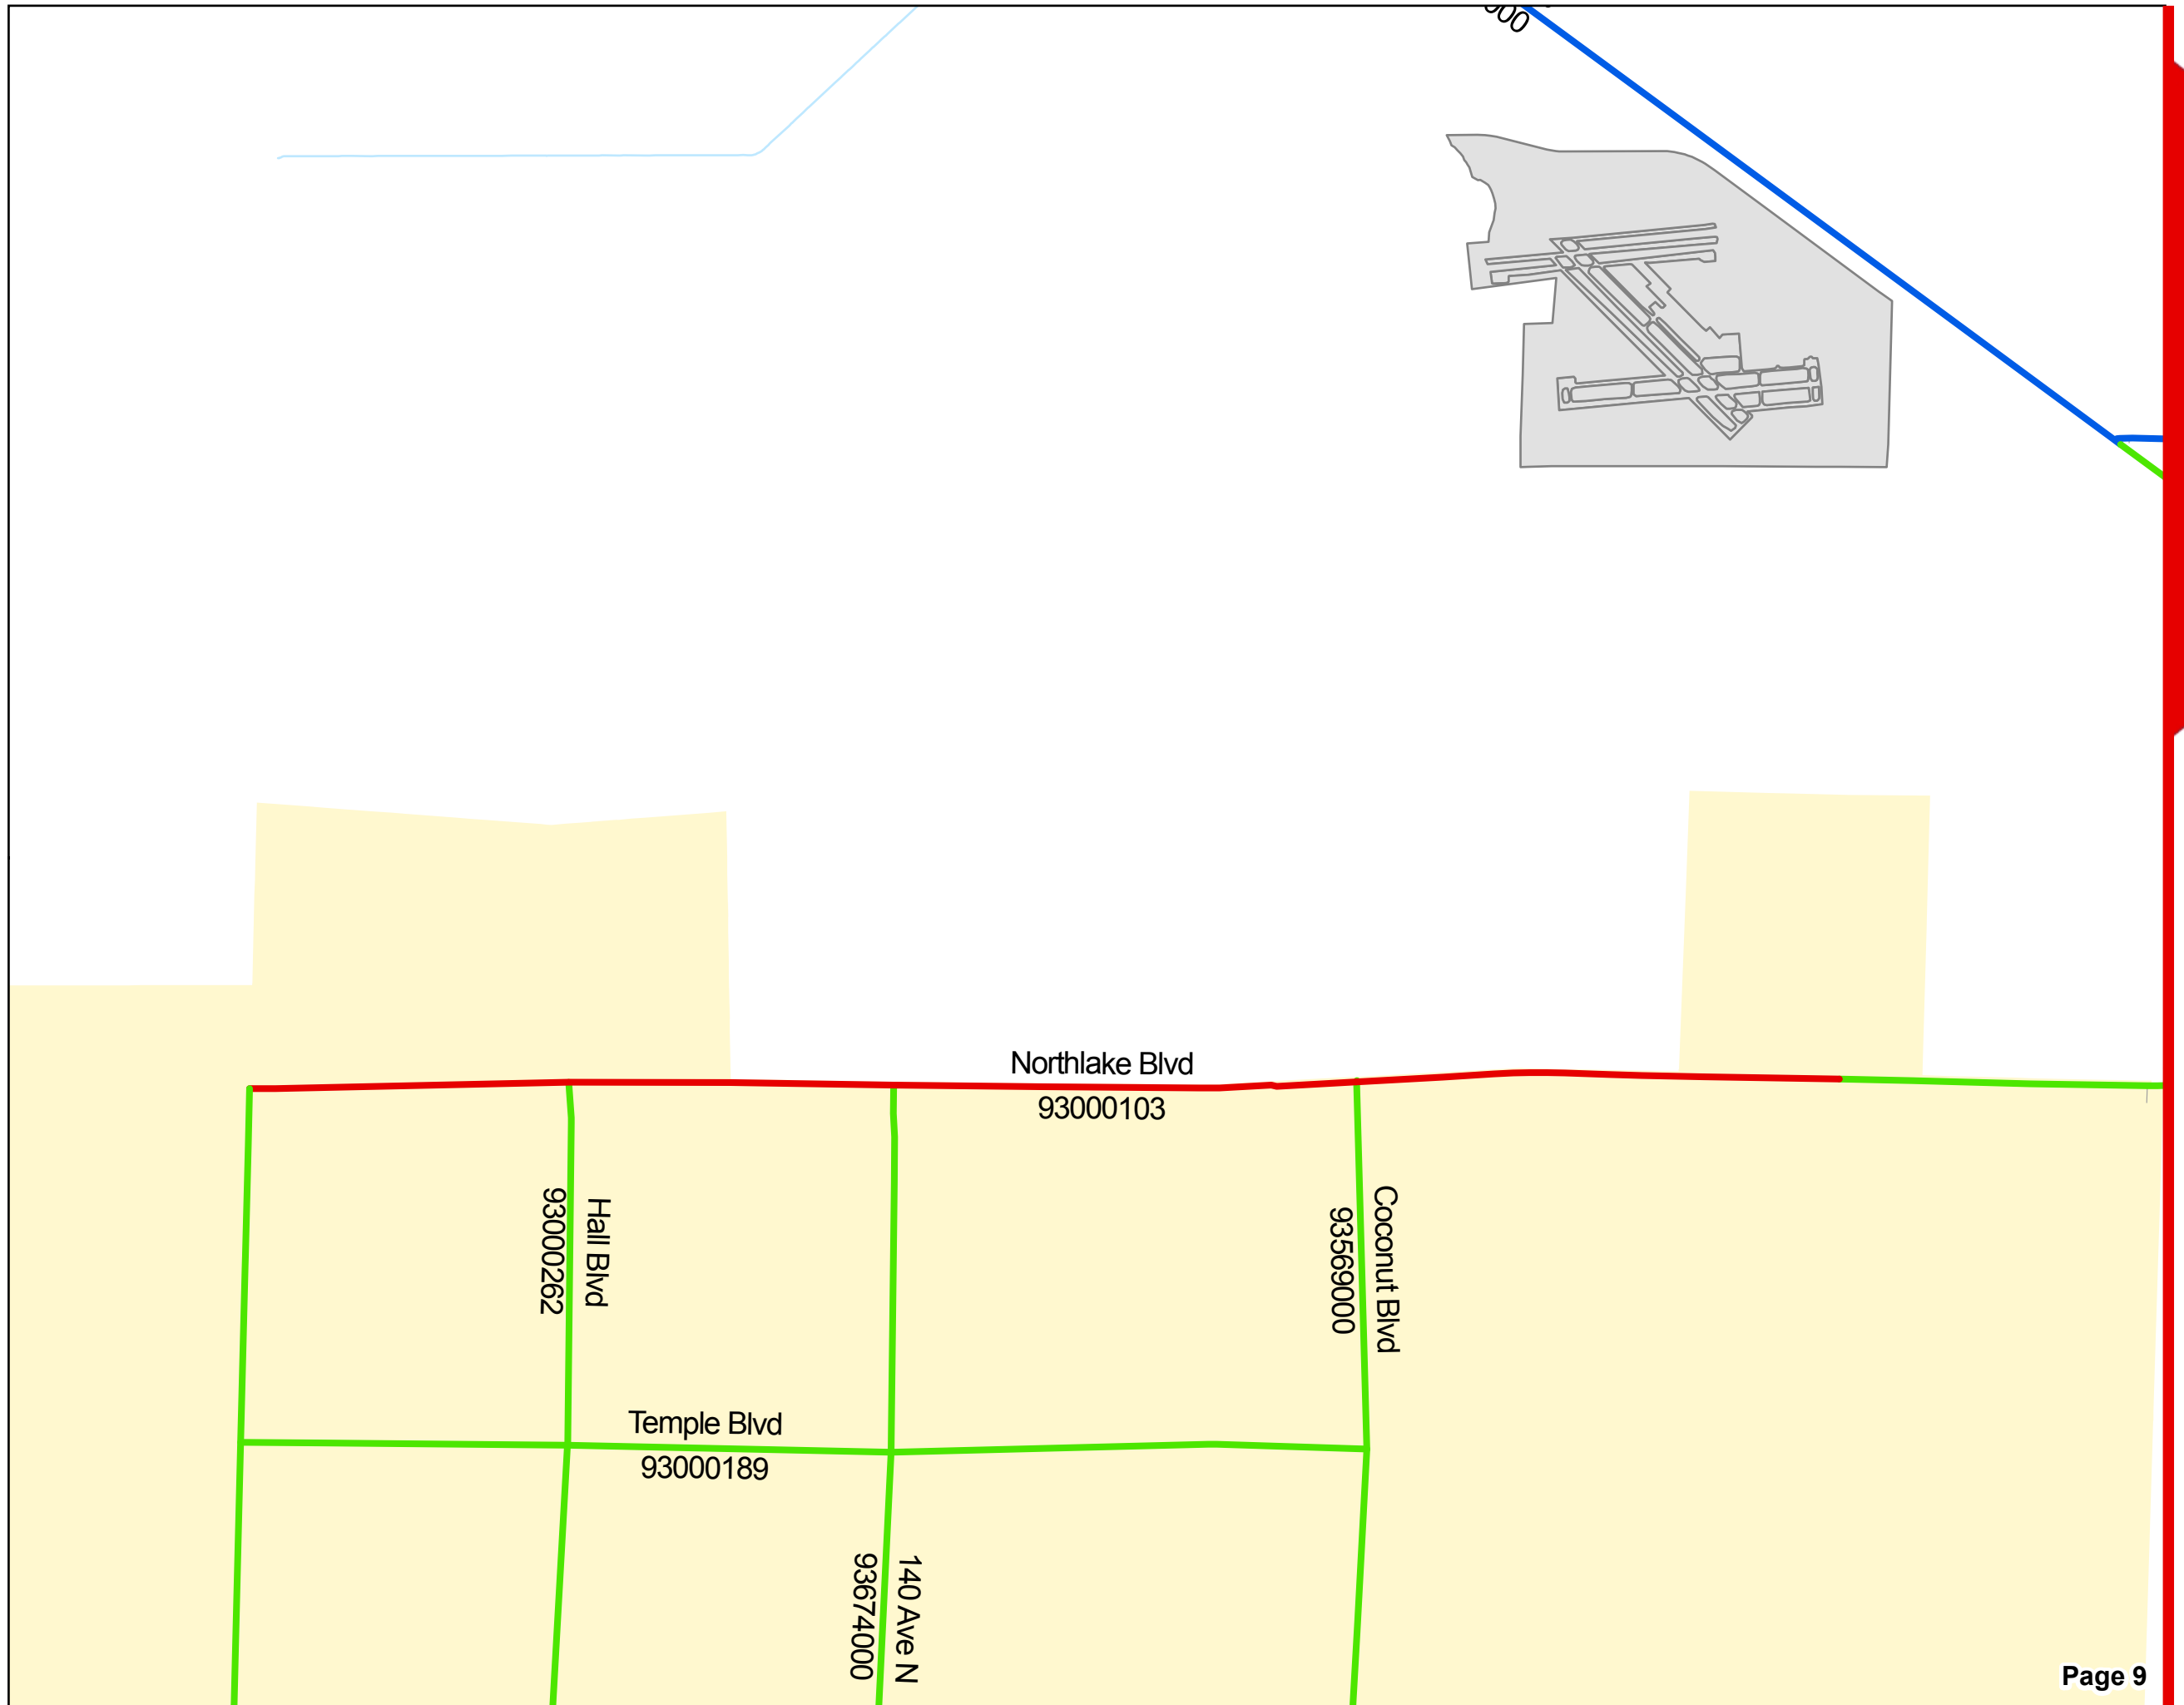 Northlake Blvd
93000103
Hall Blvd
93000262
Coconut Blvd
93569000
Temple Blvd
93000189
140 Ave N
93674000
Page 9